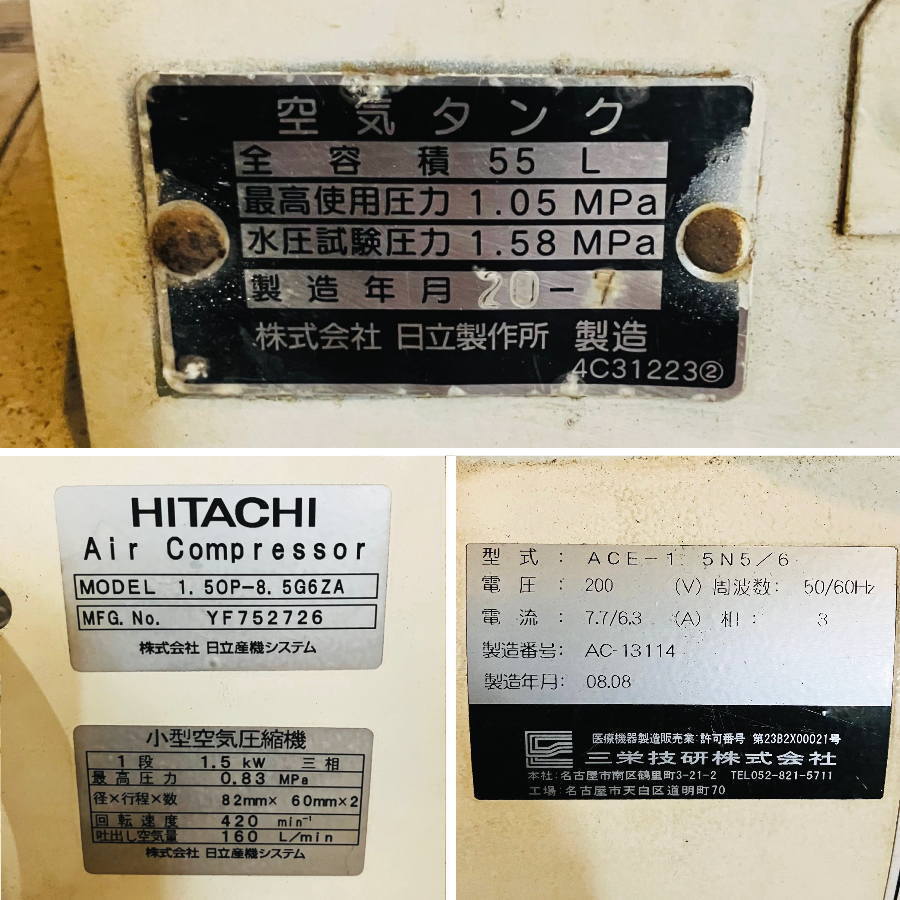 空気タンク
全容積 55 L
最高使用圧力 1.05 MPa
水圧試験圧力 1.58 MPa
製造年月 20-7
株式会社 日立製作所 製造
4C31223②
HITACHI
Air Compressor
MODEL 1.5OP-8.5G6ZA
MFG. No. YF752726
株式会社 日立産機システム
小型空気圧縮機
1段 1.5 kW 三相
最高圧力 0.83 MPa
径×行程×数 82mm× 60mm×2
回転速度 420 min⁻¹
吐出し空気量 160 L/min
株式会社 日立産機システム
型式: ACE-1.5N5/6
電圧: 200 (V) 周波数: 50/60Hz
電流: 7.7/6.3 (A) 相: 3
製造番号: AC-13114
製造年月: 08.08
医療機器製造販売業 許可番号 第23B2X00021号
三栄技研株式会社
本社:名古屋市南区鶴里町3-21-2 TEL052-821-5711
工場:名古屋市天白区道明町70